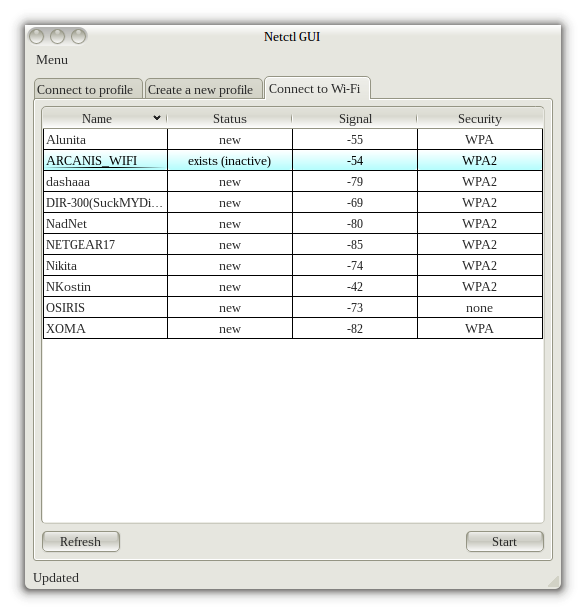 Netctl GUI
Menu
Connect to profile Create a new profile Connect to Wi-Fi
Name Status Signal Security
Alunita new -55 WPA
ARCANIS_WIFI exists (inactive) -54 WPA2
dashaaa new -79 WPA2
DIR-300(SuckMYDi... new -69 WPA2
NadNet new -80 WPA2
NETGEAR17 new -85 WPA2
Nikita new -74 WPA2
NKostin new -42 WPA2
OSIRIS new -73 none
XOMA new -82 WPA
Refresh Start
Updated